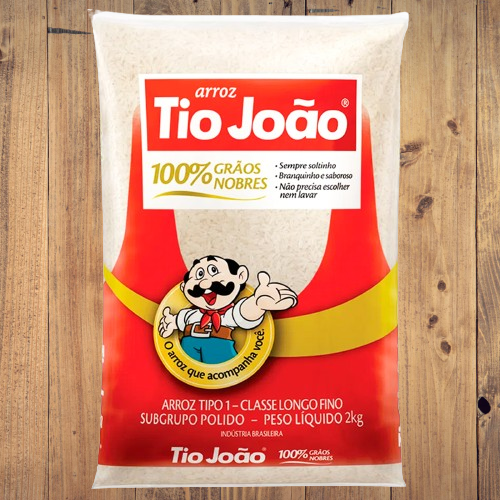 arroz
Tio João®
100% GRÃOS NOBRES
• Sempre soltinho
• Branquinho e saboroso
• Não precisa escolher
nem lavar
O arroz que acompanha você.
ARROZ TIPO 1 – CLASSE LONGO FINO
SUBGRUPO POLIDO – PESO LÍQUIDO 2kg
INDÚSTRIA BRASILEIRA
Tio João 100% GRÃOS NOBRES